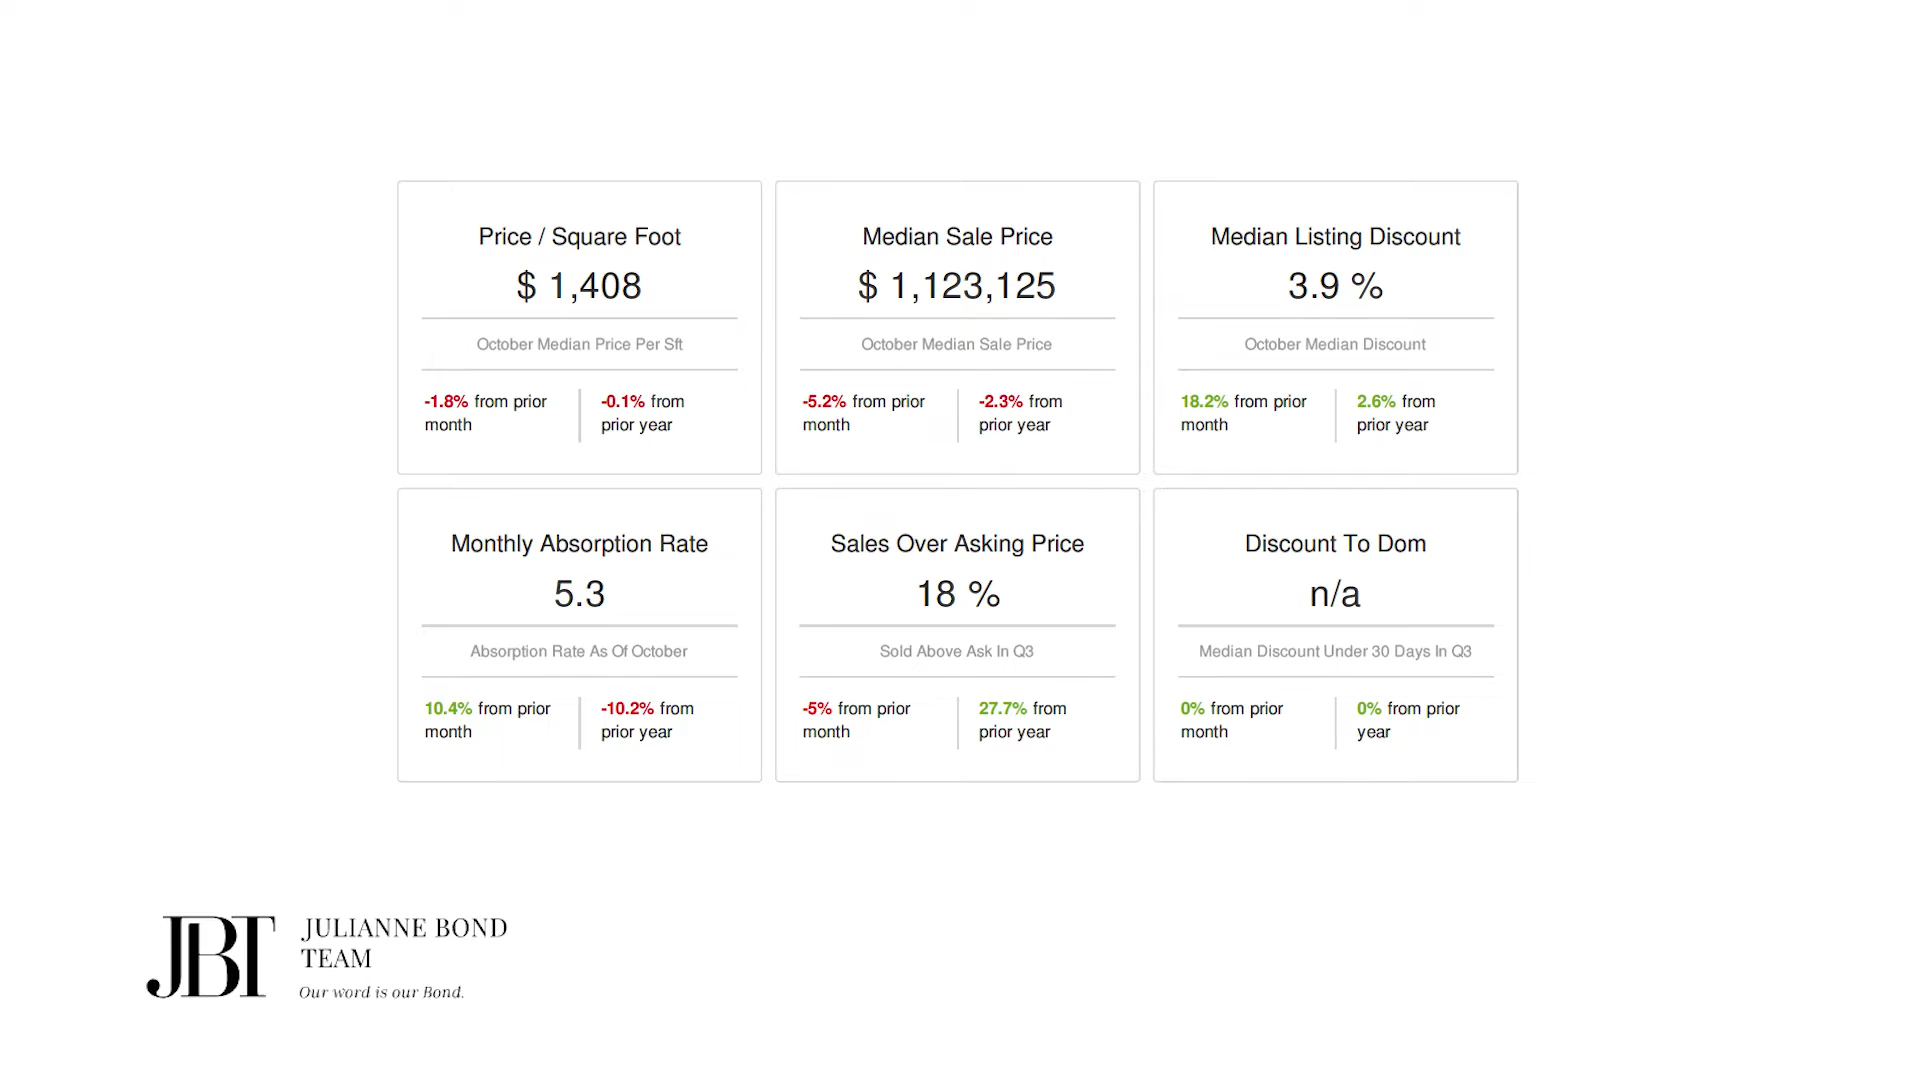 Price / Square Foot
$ 1,408
October Median Price Per Sft
-1.8% from prior
month
-0.1% from
prior year
Median Sale Price
$ 1,123,125
October Median Sale Price
-5.2% from prior
month
-2.3% from
prior year
Median Listing Discount
3.9 %
October Median Discount
18.2% from prior
month
2.6% from
prior year
Monthly Absorption Rate
5.3
Absorption Rate As Of October
10.4% from prior
month
-10.2% from
prior year
Sales Over Asking Price
18 %
Sold Above Ask In Q3
-5% from prior
month
27.7% from
prior year
Discount To Dom
n/a
Median Discount Under 30 Days In Q3
0% from prior
month
0% from prior
year
JBT
JULIANNE BOND
TEAM
Our word is our Bond.